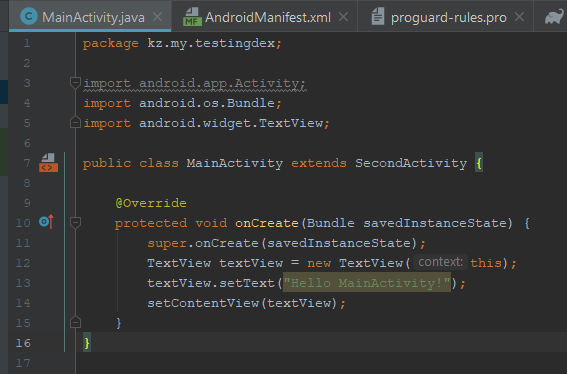 MainActivity.java × AndroidManifest.xml × proguard-rules.pro ×
1 package kz.my.testingdex;
2
3 import android.app.Activity;
4 import android.os.Bundle;
5 import android.widget.TextView;
6
7 public class MainActivity extends SecondActivity {
8
9 @Override
10 protected void onCreate(Bundle savedInstanceState) {
11 super.onCreate(savedInstanceState);
12 TextView textView = new TextView( context: this);
13 textView.setText("Hello MainActivity!");
14 setContentView(textView);
15 }
16 }
17